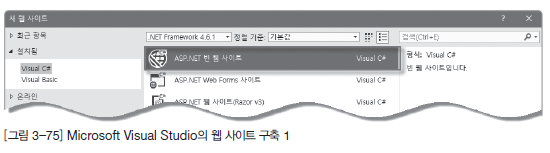 새 웹 사이트
? ×
▷ 최근 항목
.NET Framework 4.6.1 정렬 기준: 기본값
검색(Ctrl+E)
◢ 설치됨
Visual C#
Visual Basic
▷ 온라인
ASP.NET 빈 웹 사이트 Visual C#
ASP.NET Web Forms 사이트 Visual C#
ASP.NET 웹 사이트(Razor v3) Visual C#
형식: Visual C#
빈 웹 사이트입니다.
[그림 3-75] Microsoft Visual Studio의 웹 사이트 구축 1